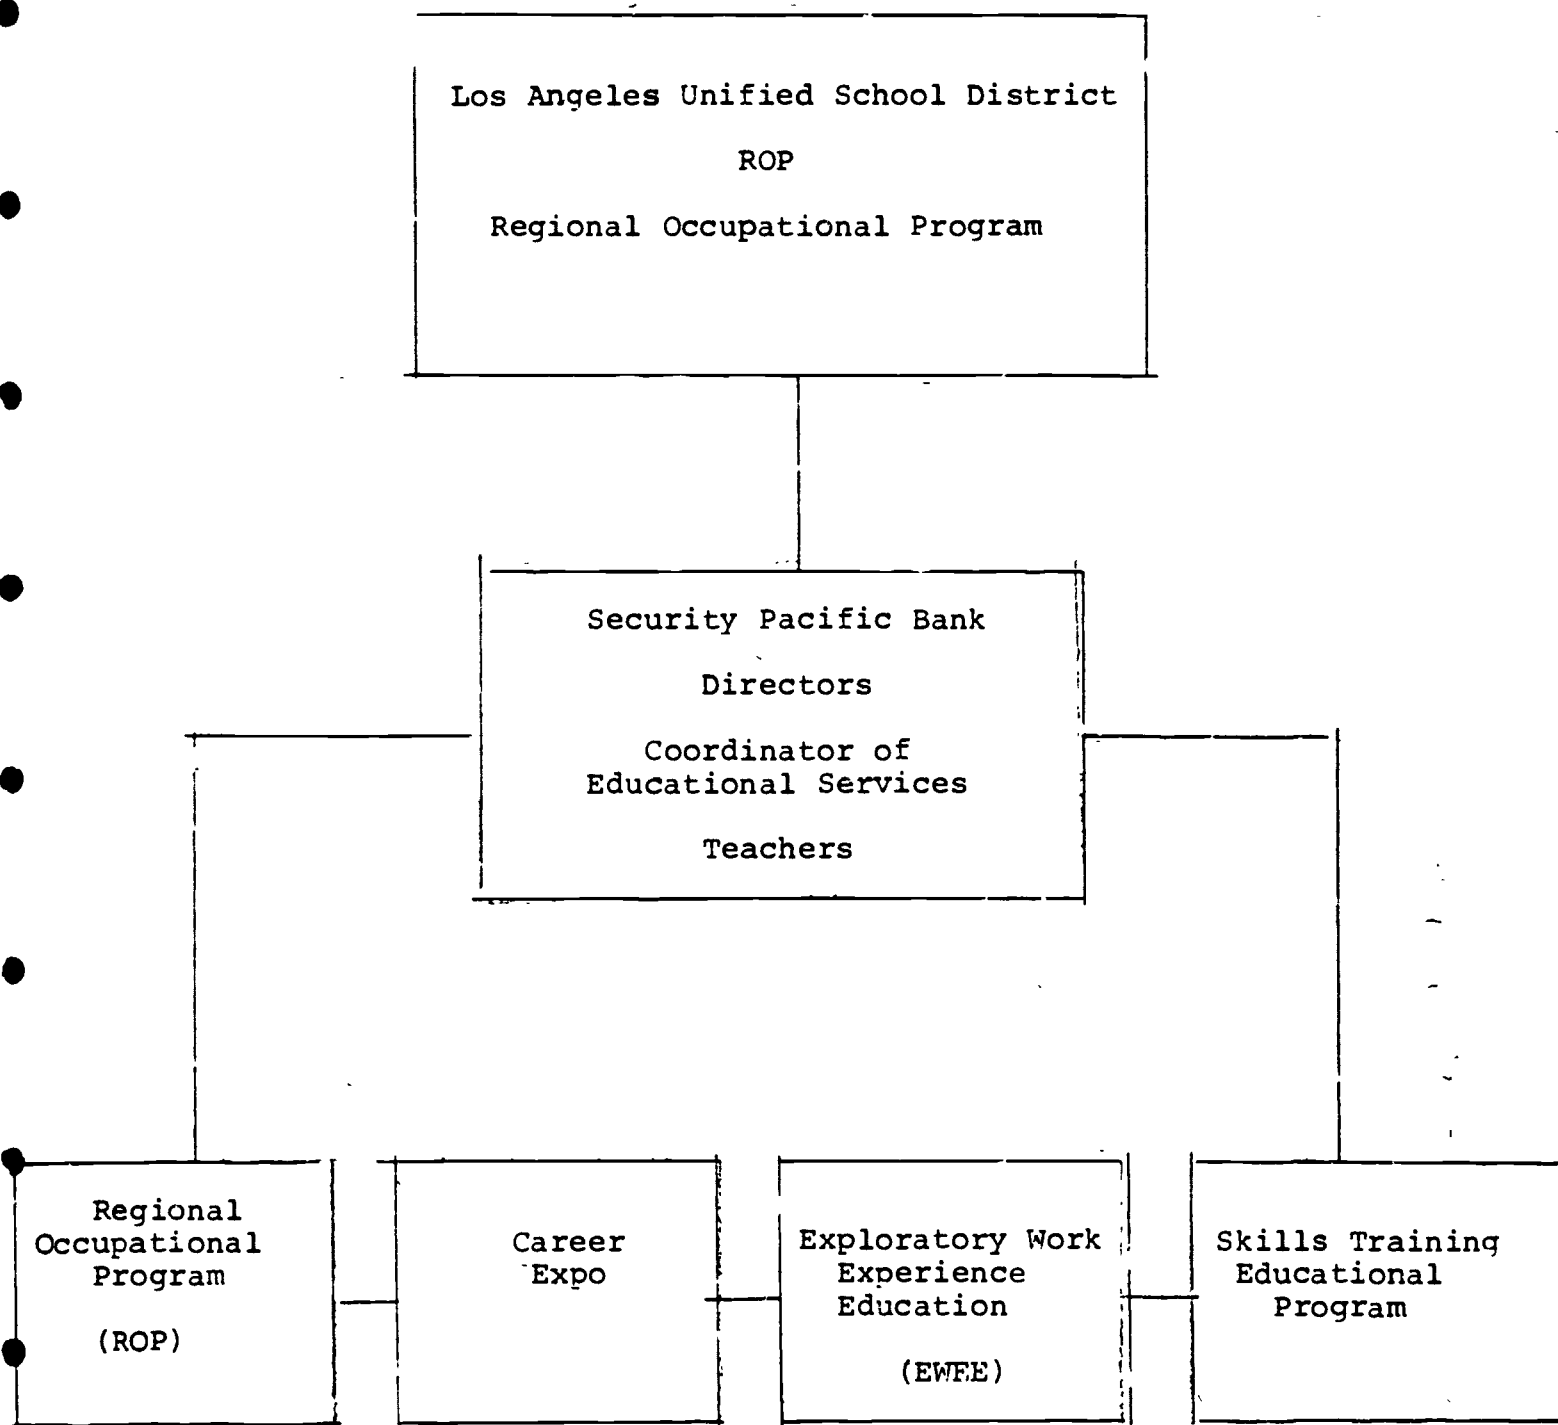 Los Angeles Unified School District
ROP
Regional Occupational Program
Security Pacific Bank
Directors
Coordinator of
Educational Services
Teachers
Regional
Occupational
Program
(ROP)
Career
Expo
Exploratory Work
Experience
Education
(EWEE)
Skills Training
Educational
Program